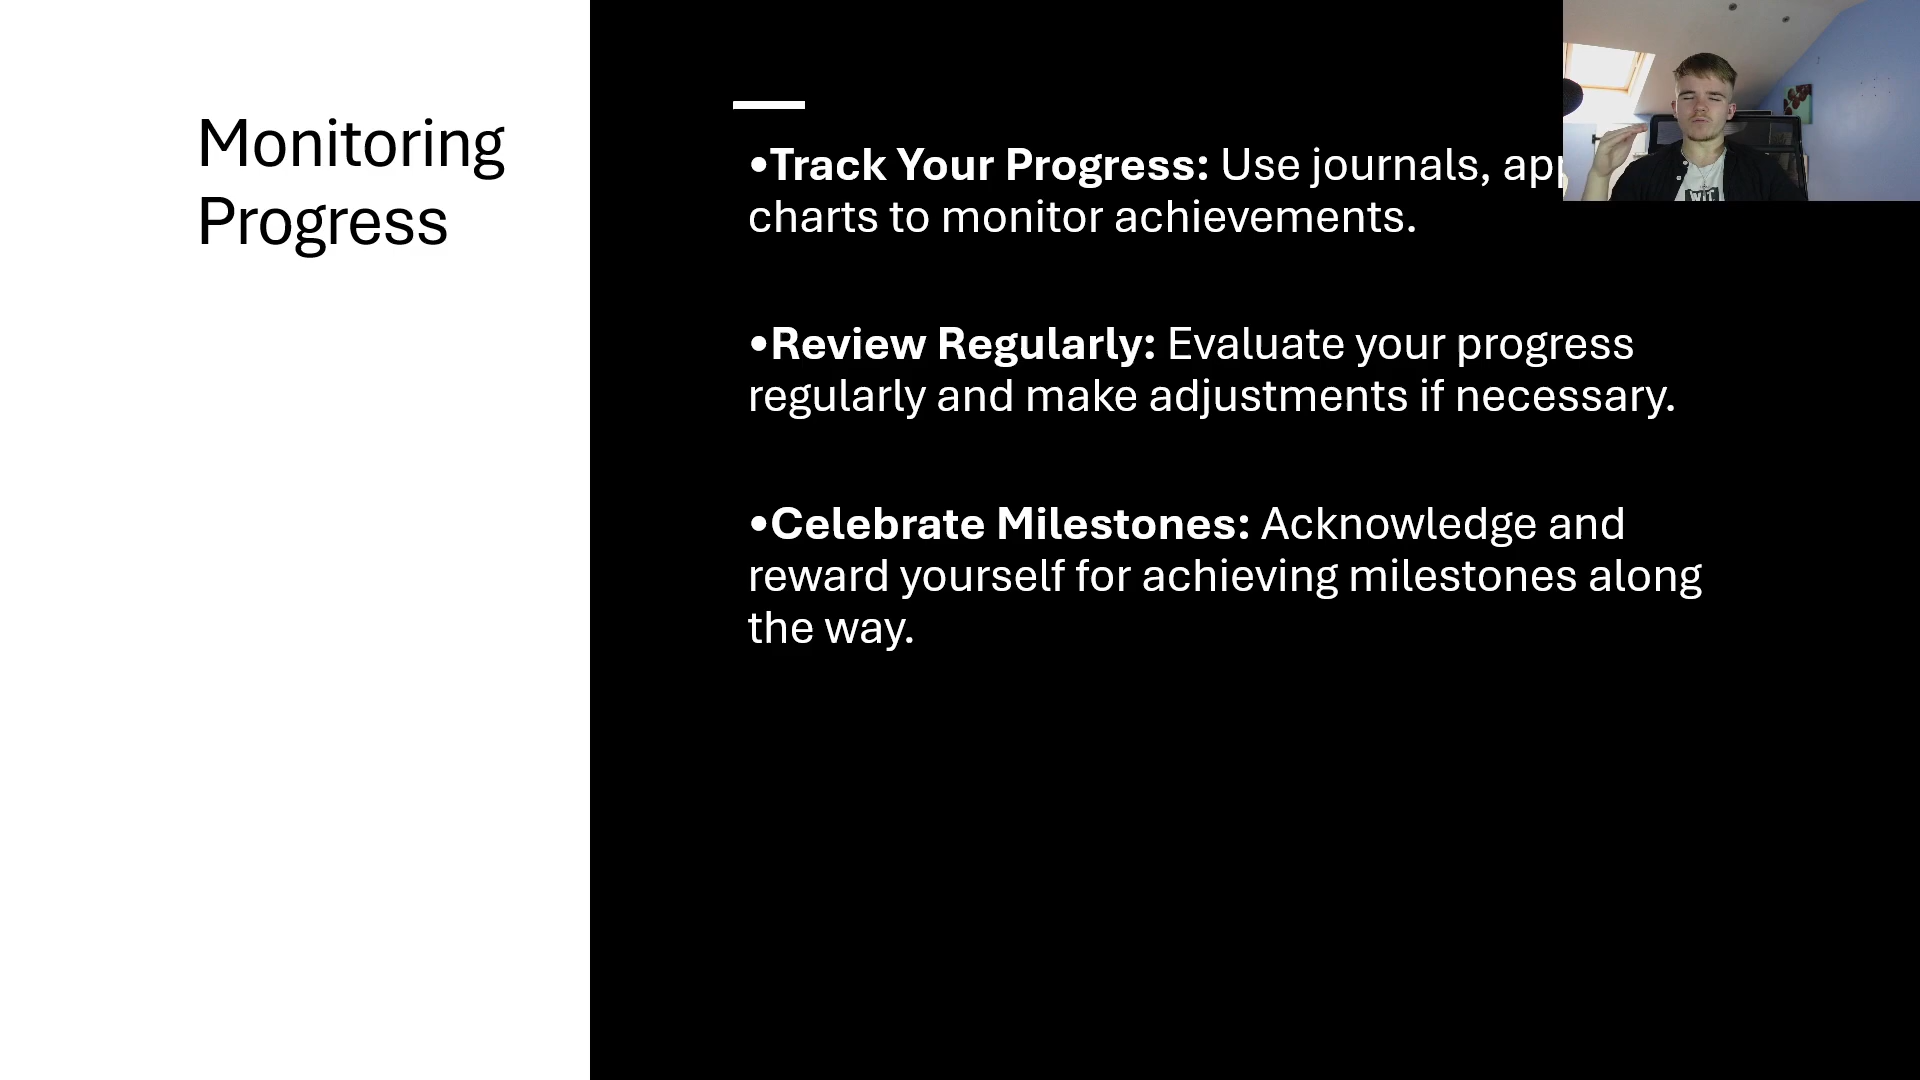 Monitoring
Progress
•Track Your Progress: Use journals,
charts to monitor achievements.
•Review Regularly: Evaluate your progress
regularly and make adjustments if necessary.
•Celebrate Milestones: Acknowledge and
reward yourself for achieving milestones along
the way.